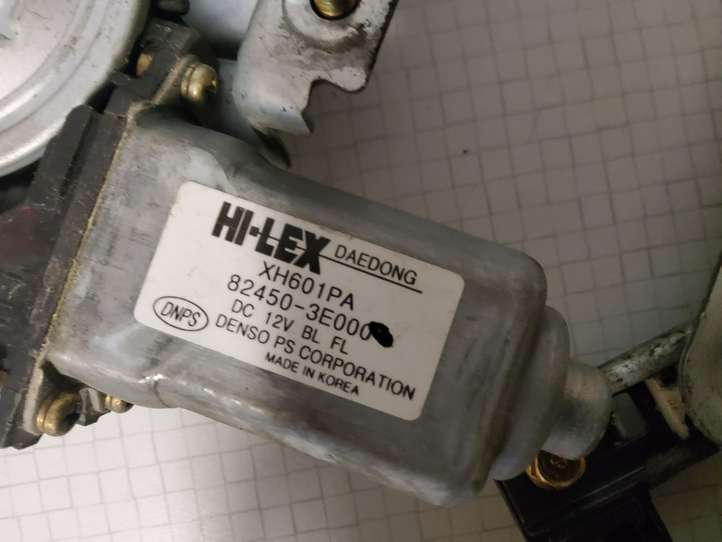 HI-LEX DAEDONG
XH601PA
82450-3E000
DC 12V BL FL
DNPS DENSO PS CORPORATION
MADE IN KOREA